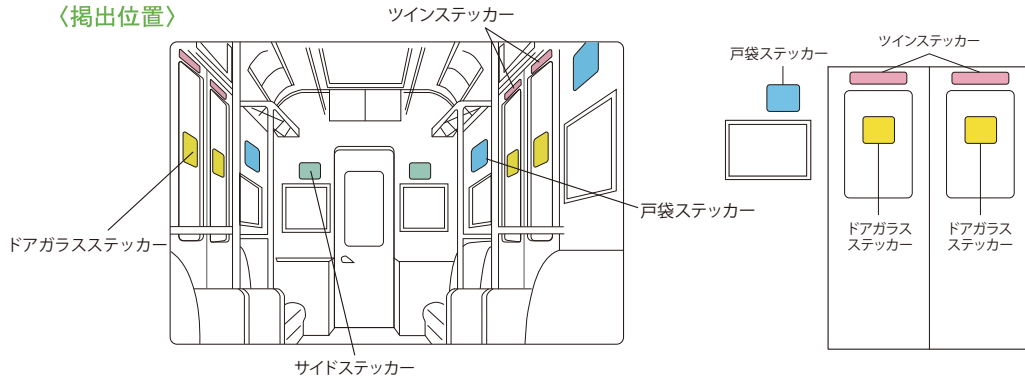 〈掲出位置〉
ツインステッカー
ドアガラスステッカー
戸袋ステッカー
サイドステッカー
戸袋ステッカー
ツインステッカー
ドアガラス
ステッカー
ドアガラス
ステッカー